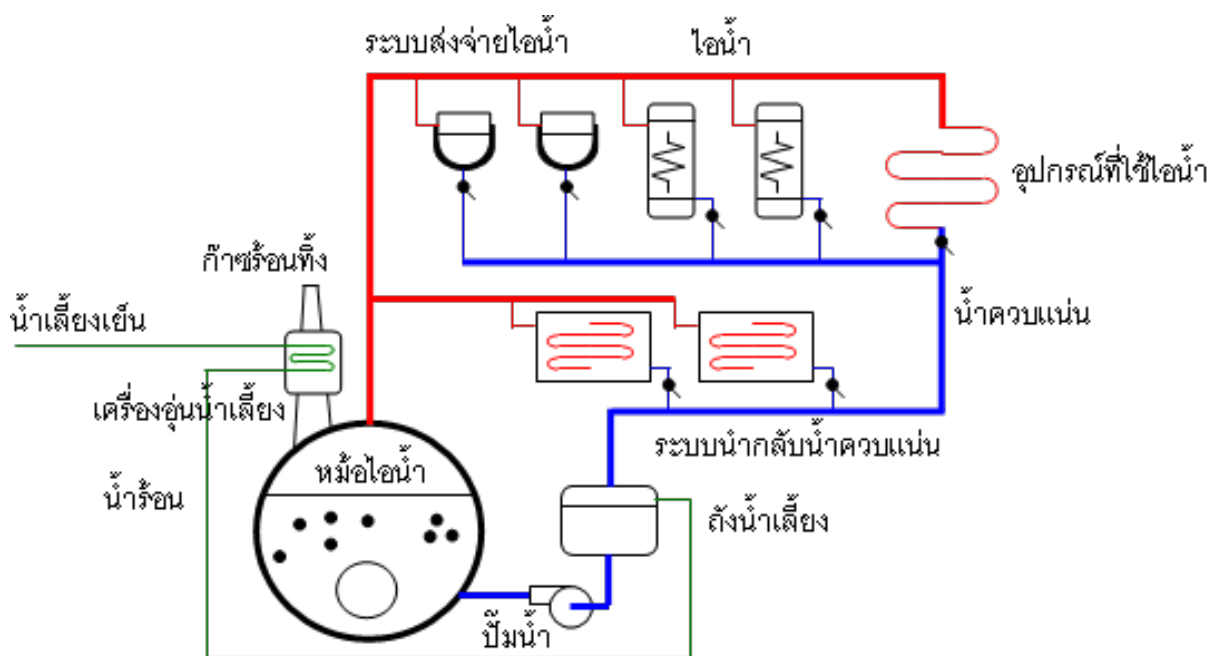 ระบบส่งจ่ายไอน้ำ
ไอน้ำ
อุปกรณ์ที่ใช้ไอน้ำ
ก๊าซร้อนทิ้ง
น้ำเลี้ยงเย็น
น้ำควบแน่น
เครื่องอุ่นน้ำเลี้ยง
ระบบนำกลับน้ำควบแน่น
หม้อไอน้ำ
น้ำร้อน
ถังน้ำเลี้ยง
ปั๊มน้ำ